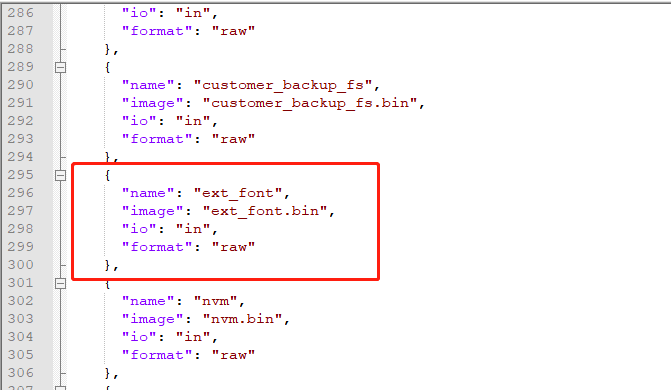 286 "io": "in",
287 "format": "raw"
288 },
289 {
290 "name": "customer_backup_fs",
291 "image": "customer_backup_fs.bin",
292 "io": "in",
293 "format": "raw"
294 },
295 {
296 "name": "ext_font",
297 "image": "ext_font.bin",
298 "io": "in",
299 "format": "raw"
300 },
301 {
302 "name": "nvm",
303 "image": "nvm.bin",
304 "io": "in",
305 "format": "raw"
306 },